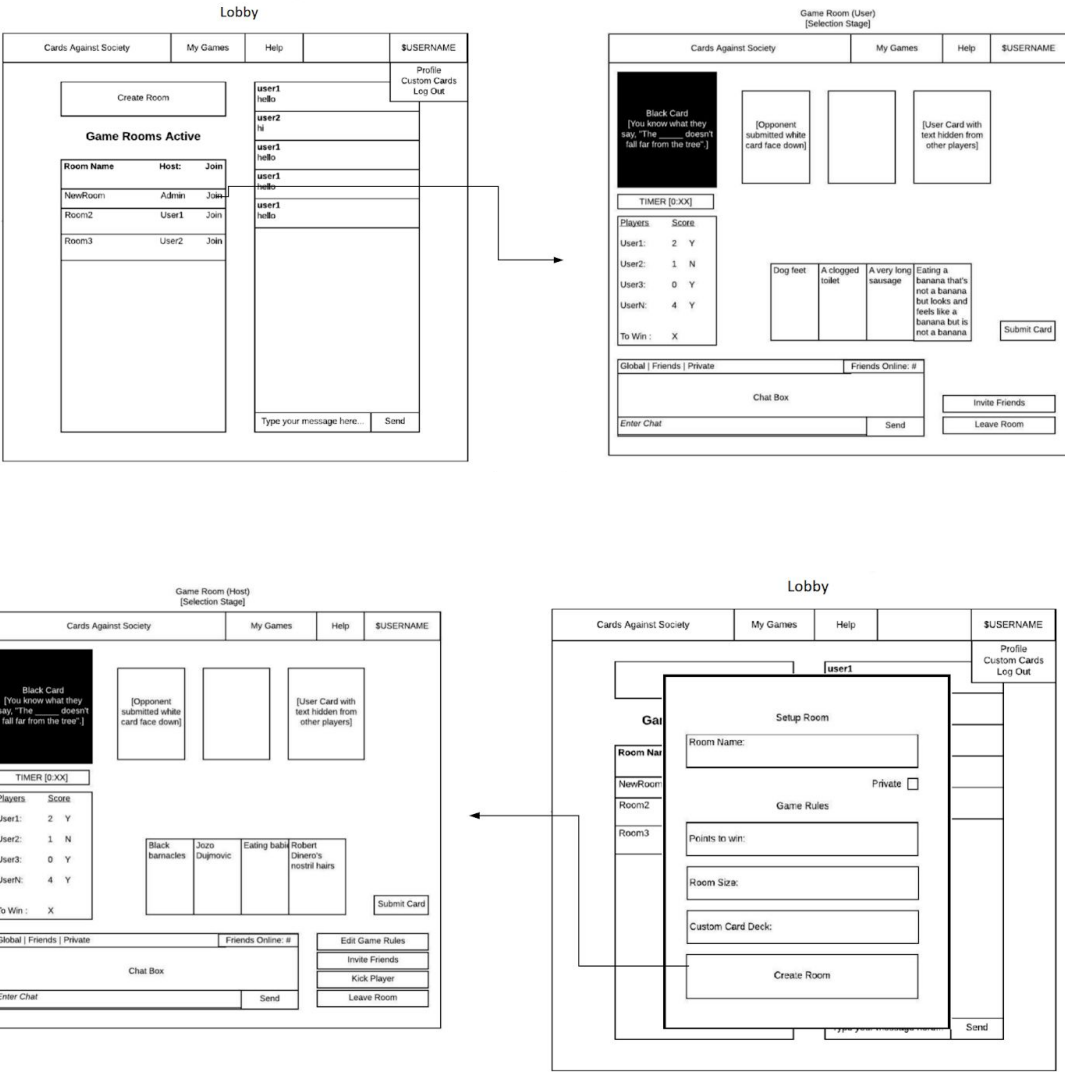 Lobby
Cards Against Society
My Games
Help
$USERNAME
Profile
Custom Cards
Log Out
Create Room
Game Rooms Active
Room Name Host: Join
NewRoom Admin Join
Room2 User1 Join
Room3 User2 Join
user1
hello
user2
hi
user1
hello
user1
hello
user1
hello
Type your message here...
Send
Game Room (User)
[Selection Stage]
Cards Against Society
My Games
Help
$USERNAME
Black Card
[You know what they
say, "The _____ doesn't
fall far from the tree".]
[Opponent
submitted white
card face down]
[User Card with
text hidden from
other players]
TIMER [0:XX]
Players Score
User1: 2 Y
User2: 1 N
User3: 0 Y
UserN: 4 Y
To Win : X
Dog feet
A clogged
toilet
A very long
sausage
Eating a
banana that's
not a banana
but looks and
feels like a
banana but is
not a banana
Submit Card
Global | Friends | Private
Friends Online: #
Chat Box
Enter Chat
Send
Invite Friends
Leave Room
Game Room (Host)
[Selection Stage]
Cards Against Society
My Games
Help
$USERNAME
Black Card
[You know what they
say, "The _____ doesn't
fall far from the tree".]
[Opponent
submitted white
card face down]
[User Card with
text hidden from
other players]
TIMER [0:XX]
Players Score
User1: 2 Y
User2: 1 N
User3: 0 Y
UserN: 4 Y
To Win : X
Black
barnacles
Jozo
Dujmovic
Eating babi
Robert
Dinero's
nostril hairs
Submit Card
Global | Friends | Private
Friends Online: #
Chat Box
Enter Chat
Send
Edit Game Rules
Invite Friends
Kick Player
Leave Room
Lobby
Cards Against Society
My Games
Help
$USERNAME
Profile
Custom Cards
Log Out
user1
Gar
Room Nar
NewRoom
Room2
Room3
Setup Room
Room Name:
Private
Game Rules
Points to win:
Room Size:
Custom Card Deck:
Create Room
Type your message here...
Send